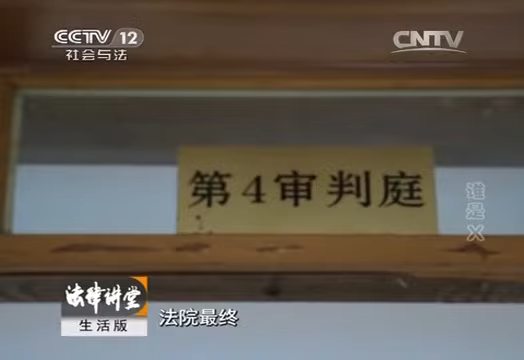 CCTV 12
社会与法
CNTV
第4审判庭
谁是X
法律讲堂
生活版
法院最终